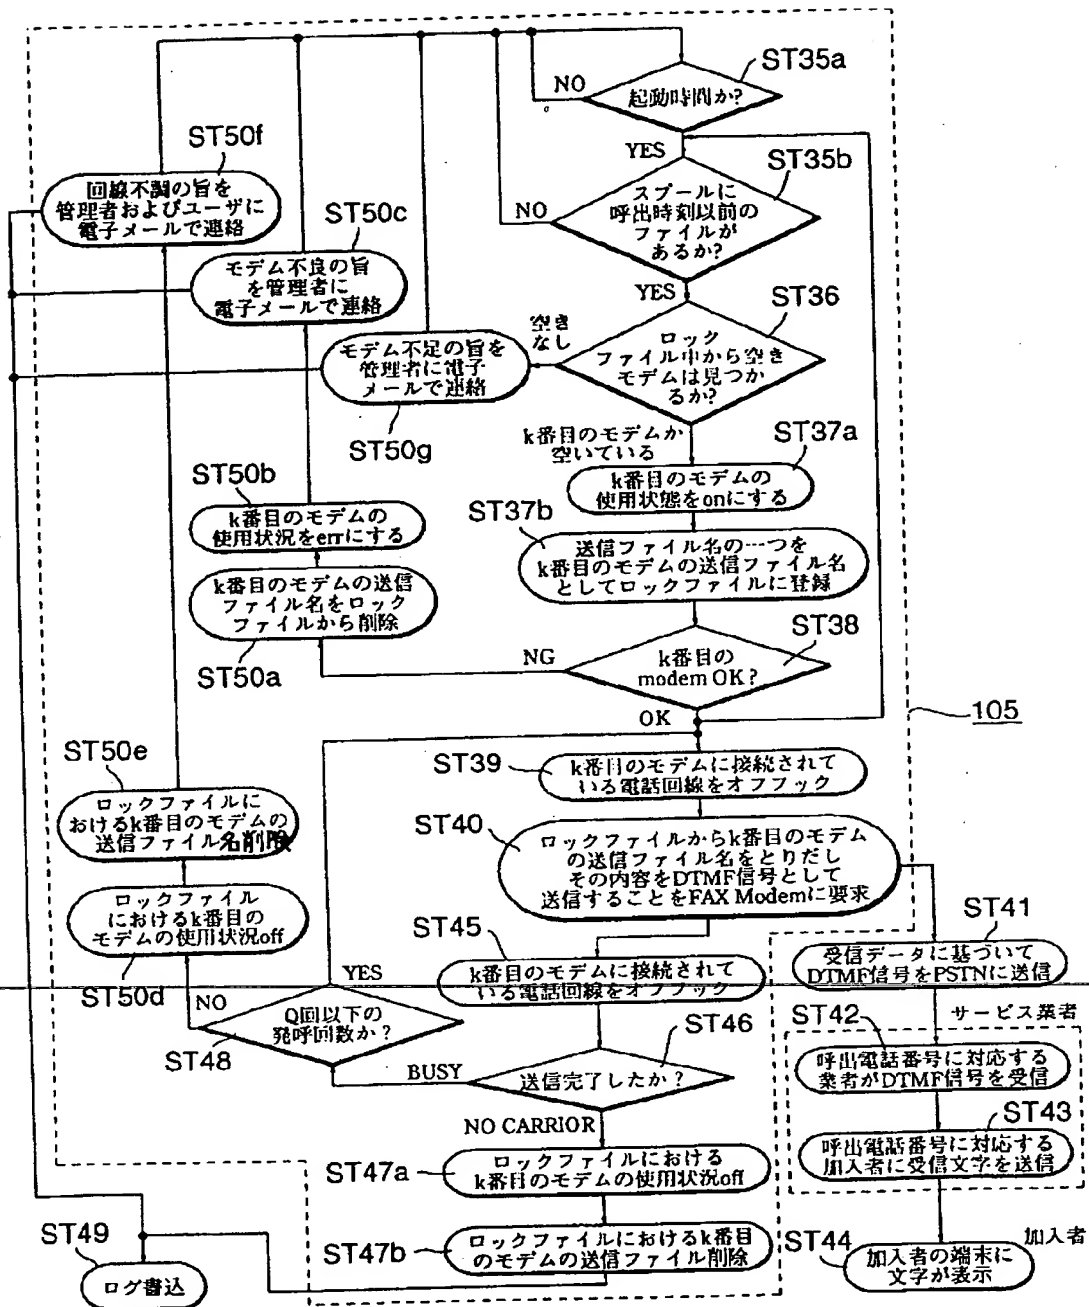 ST35a
NO
起動時間か?
ST50f
YES
ST35b
回線不調の旨を
管理者およびユーザに
電子メールで連絡
ST50c
NO
スプールに
呼出時刻以前の
ファイルが
あるか?
モデム不良の旨
を管理者に
電子メールで連絡
YES
ST36
空き
なし
ロック
ファイル中から空き
モデムは見つか
るか?
モデム不足の旨を
管理者に電子
メールで連絡
ST50g
k番目のモデムが
空いている
ST37a
k番目のモデムの
使用状態をonにする
ST50b
k番目のモデムの
使用状況をerrにする
ST37b
送信ファイル名の一つを
k番目のモデムの送信ファイル名
としてロックファイルに登録
k番目のモデムの送信
ファイル名をロック
ファイルから削除
ST50a
ST38
NG
k番目の
modem OK?
OK
105
ST50e
ST39
k番目のモデムに接続されて
いる電話回線をオフフック
ロックファイルに
おけるk番目のモデムの
送信ファイル名削除
ST40
ロックファイルからk番目のモデム
の送信ファイル名をとりだし
その内容をDTMF信号として
送信することをFAX Modemに要求
ロックファイル
におけるk番目の
モデムの使用状況off
ST50d
ST45
k番目のモデムに接続されて
いる電話回線をオフフック
ST41
受信データに基づいて
DTMF信号をPSTNに送信
YES
NO
Q回以下の
発呼回数か?
ST48
ST46
BUSY
送信完了したか?
NO CARRIER
サービス業者
ST42
呼出電話番号に対応する
業者がDTMF信号を受信
ST43
呼出電話番号に対応する
加入者に受信文字を送信
ST47a
ロックファイルにおける
k番目のモデムの使用状況off
ST47b
ロックファイルにおけるk番目
のモデムの送信ファイル削除
ST49
ログ書込
加入者
ST44
加入者の端末に
文字が表示